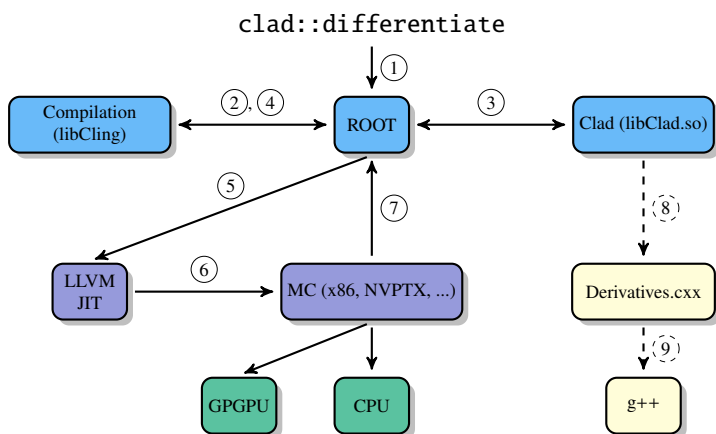 clad::differentiate
1
Compilation
(libCling)
2, 4
ROOT
3
Clad (libClad.so)
5
7
8
LLVM
JIT
6
MC (x86, NVPTX, ...)
Derivatives.cxx
9
GPGPU
CPU
g++